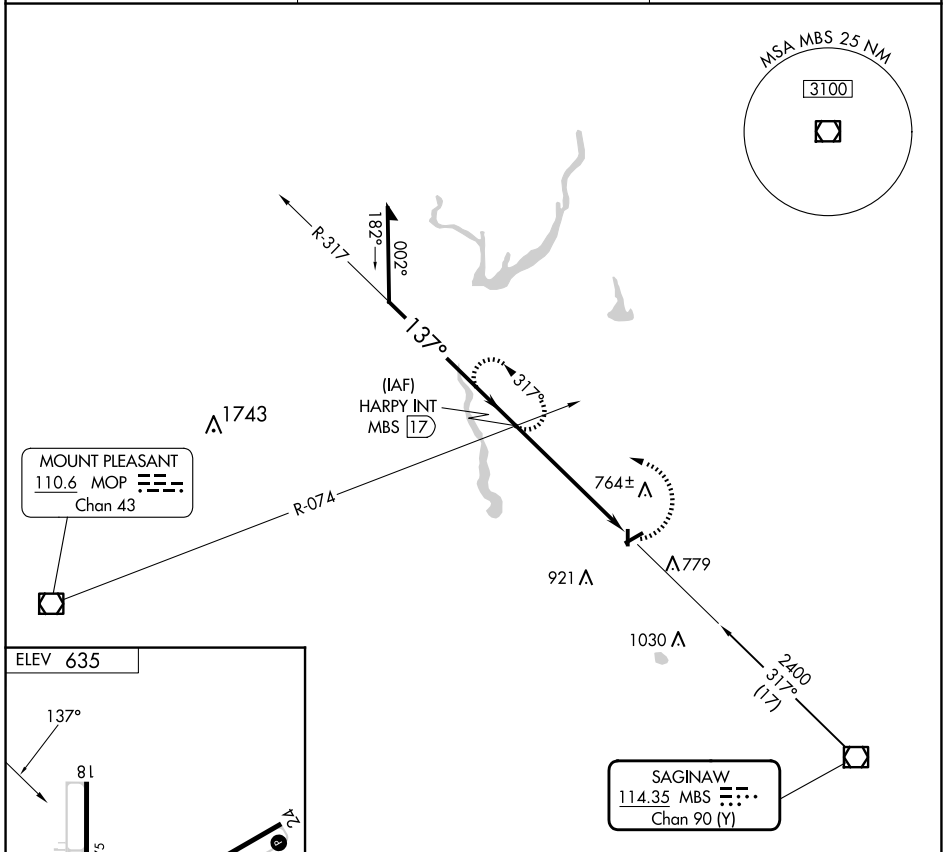 MSA MBS 25 NM
3100
R-317
182°
002°
137°
317°
(IAF)
HARPY INT
MBS 17
1743
MOUNT PLEASANT
110.6 MOP
Chan 43
R-074
764±
921
779
1030
2400
317°
(17)
SAGINAW
114.35 MBS
Chan 90 (Y)
ELEV 635
137°
18
24
P